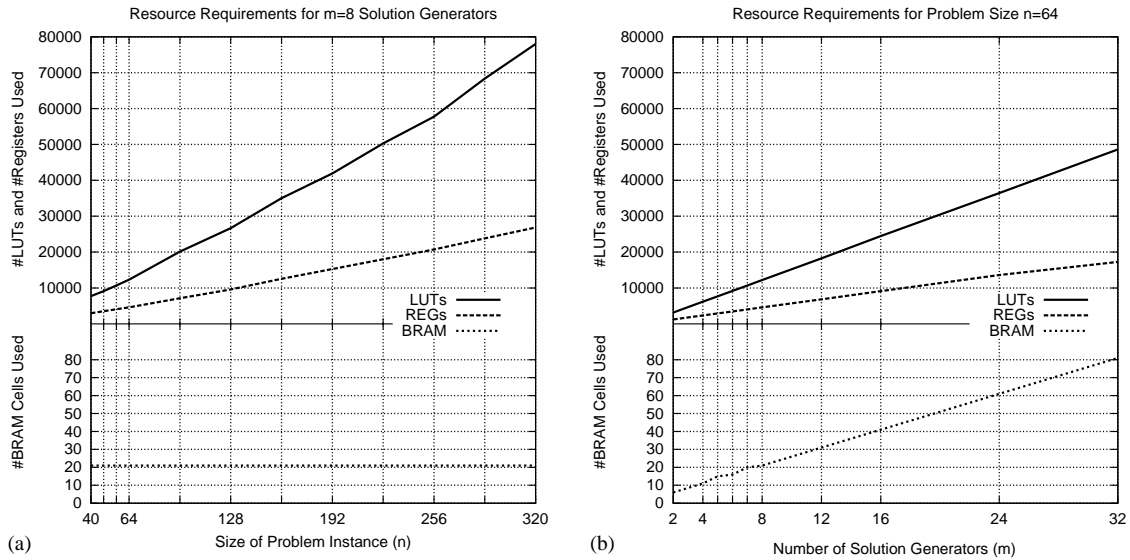 Resource Requirements for m=8 Solution Generators
#LUTs and #Registers Used
80000
70000
60000
50000
40000
30000
20000
10000
LUTs
REGs
BRAM
#BRAM Cells Used
80
70
60
50
40
30
20
10
0
40 64 128 192 256 320
(a) Size of Problem Instance (n)
Resource Requirements for Problem Size n=64
#LUTs and #Registers Used
80000
70000
60000
50000
40000
30000
20000
10000
LUTs
REGs
BRAM
#BRAM Cells Used
80
70
60
50
40
30
20
10
0
2 4 8 12 16 24 32
(b) Number of Solution Generators (m)